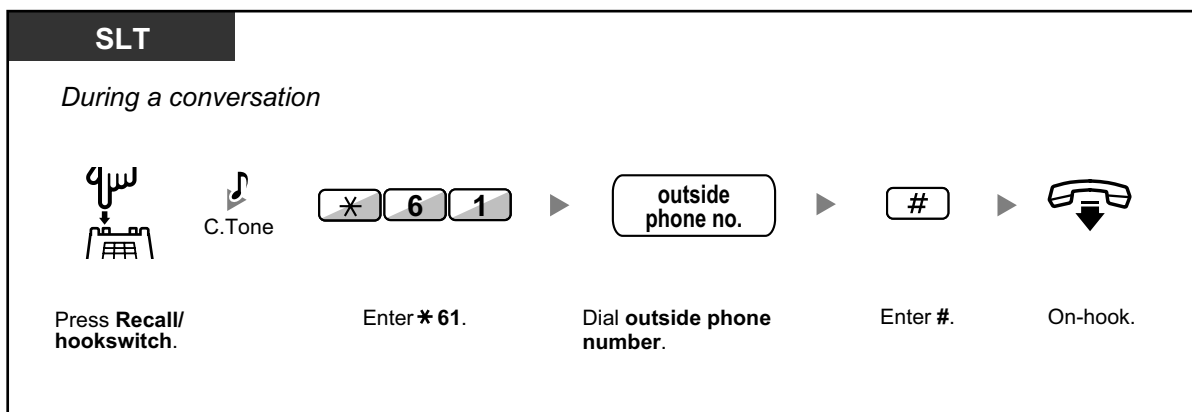 SLT
During a conversation
C.Tone
* 6 1
outside
phone no.
#
Press Recall/
hookswitch.
Enter * 61.
Dial outside phone
number.
Enter #.
On-hook.